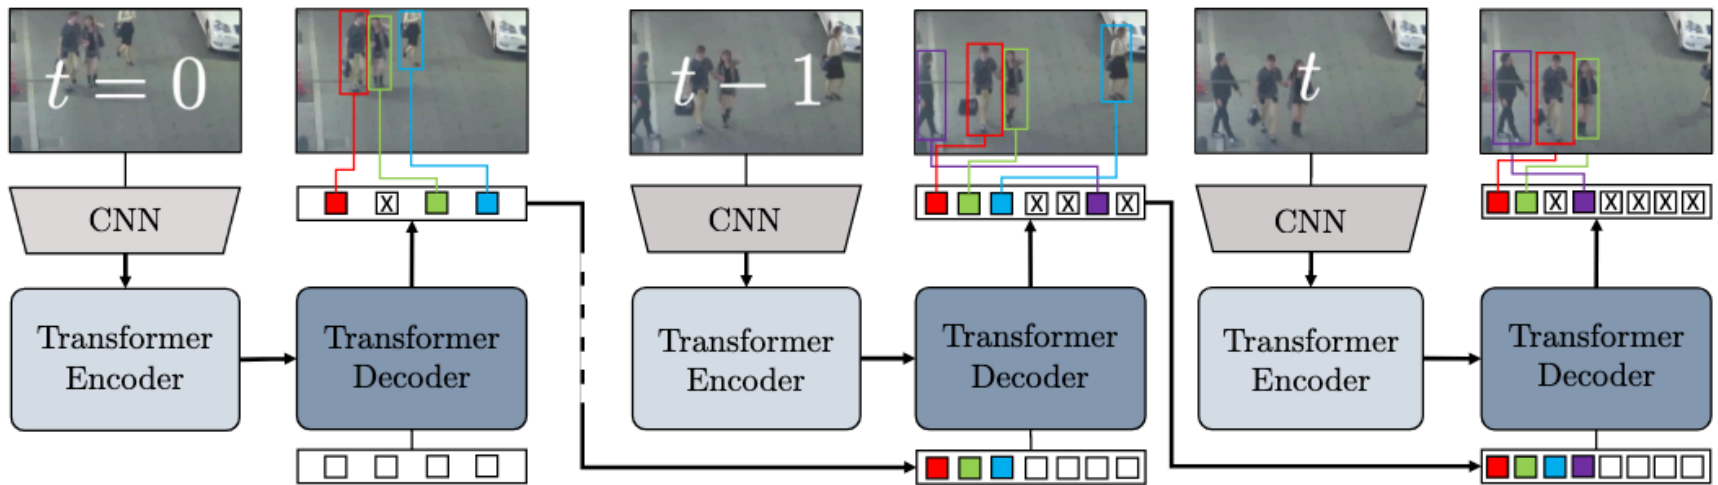 t = 0
t − 1
t
CNN
CNN
CNN
X
X X X
X X X X X
Transformer
Encoder
Transformer
Decoder
Transformer
Encoder
Transformer
Decoder
Transformer
Encoder
Transformer
Decoder